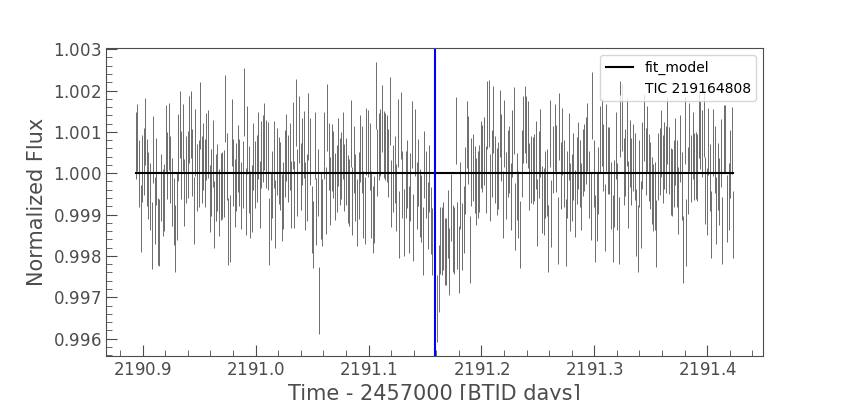 1.003
1.002
1.001
1.000
0.999
0.998
0.997
0.996
Normalized Flux
fit_model
TIC 219164808
2190.9 2191.0 2191.1 2191.2 2191.3 2191.4
Time - 2457000 [BTJD days]